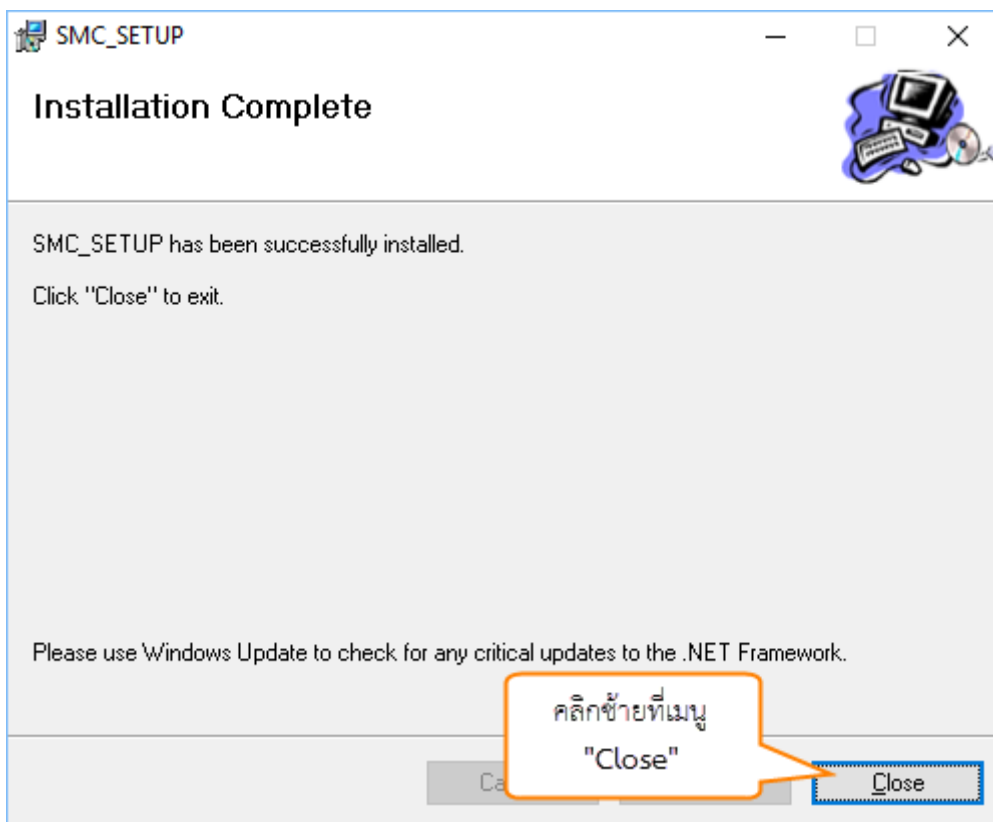 SMC_SETUP
Installation Complete
SMC_SETUP has been successfully installed.
Click "Close" to exit.
Please use Windows Update to check for any critical updates to the .NET Framework.
คลิกซ้ายที่เมนู
"Close"
Close